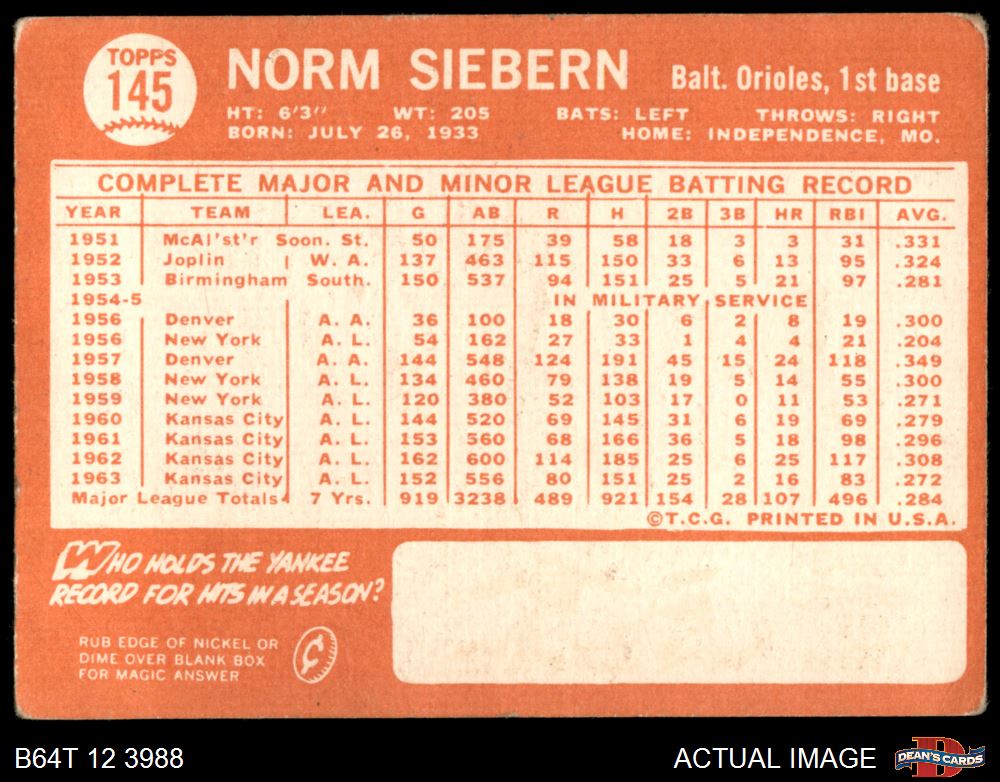 TOPPS
145
NORM SIEBERN Balt. Orioles, 1st base
HT: 6'3" WT: 205 BATS: LEFT THROWS: RIGHT
BORN: JULY 26, 1933 HOME: INDEPENDENCE, MO.
COMPLETE MAJOR AND MINOR LEAGUE BATTING RECORD
YEAR TEAM LEA. G AB R H 2B 3B HR RBI AVG.
1951 McAl'st'r Soon. St. 50 175 39 58 18 3 3 31 .331
1952 Joplin W. A. 137 463 115 150 33 6 13 95 .324
1953 Birmingham South. 150 537 94 151 25 5 21 97 .281
1954-5 IN MILITARY SERVICE
1956 Denver A. A. 36 100 18 30 6 2 8 19 .300
1956 New York A. L. 54 162 27 33 1 4 4 21 .204
1957 Denver A. A. 144 548 124 191 45 15 24 118 .349
1958 New York A. L. 134 460 79 138 19 5 14 55 .300
1959 New York A. L. 120 380 52 103 17 0 11 53 .271
1960 Kansas City A. L. 144 520 69 145 31 6 19 69 .279
1961 Kansas City A. L. 153 560 68 166 36 5 18 98 .296
1962 Kansas City A. L. 162 600 114 185 25 6 25 117 .308
1963 Kansas City A. L. 152 556 80 151 25 2 16 83 .272
Major League Totals 7 Yrs. 919 3238 489 921 154 28 107 496 .284
©T.C.G. PRINTED IN U.S.A.
WHO HOLDS THE YANKEE
RECORD FOR HITS IN A SEASON?
RUB EDGE OF NICKEL OR
DIME OVER BLANK BOX
FOR MAGIC ANSWER
¢
B64T 12 3988 ACTUAL IMAGE D DEAN'S CARDS